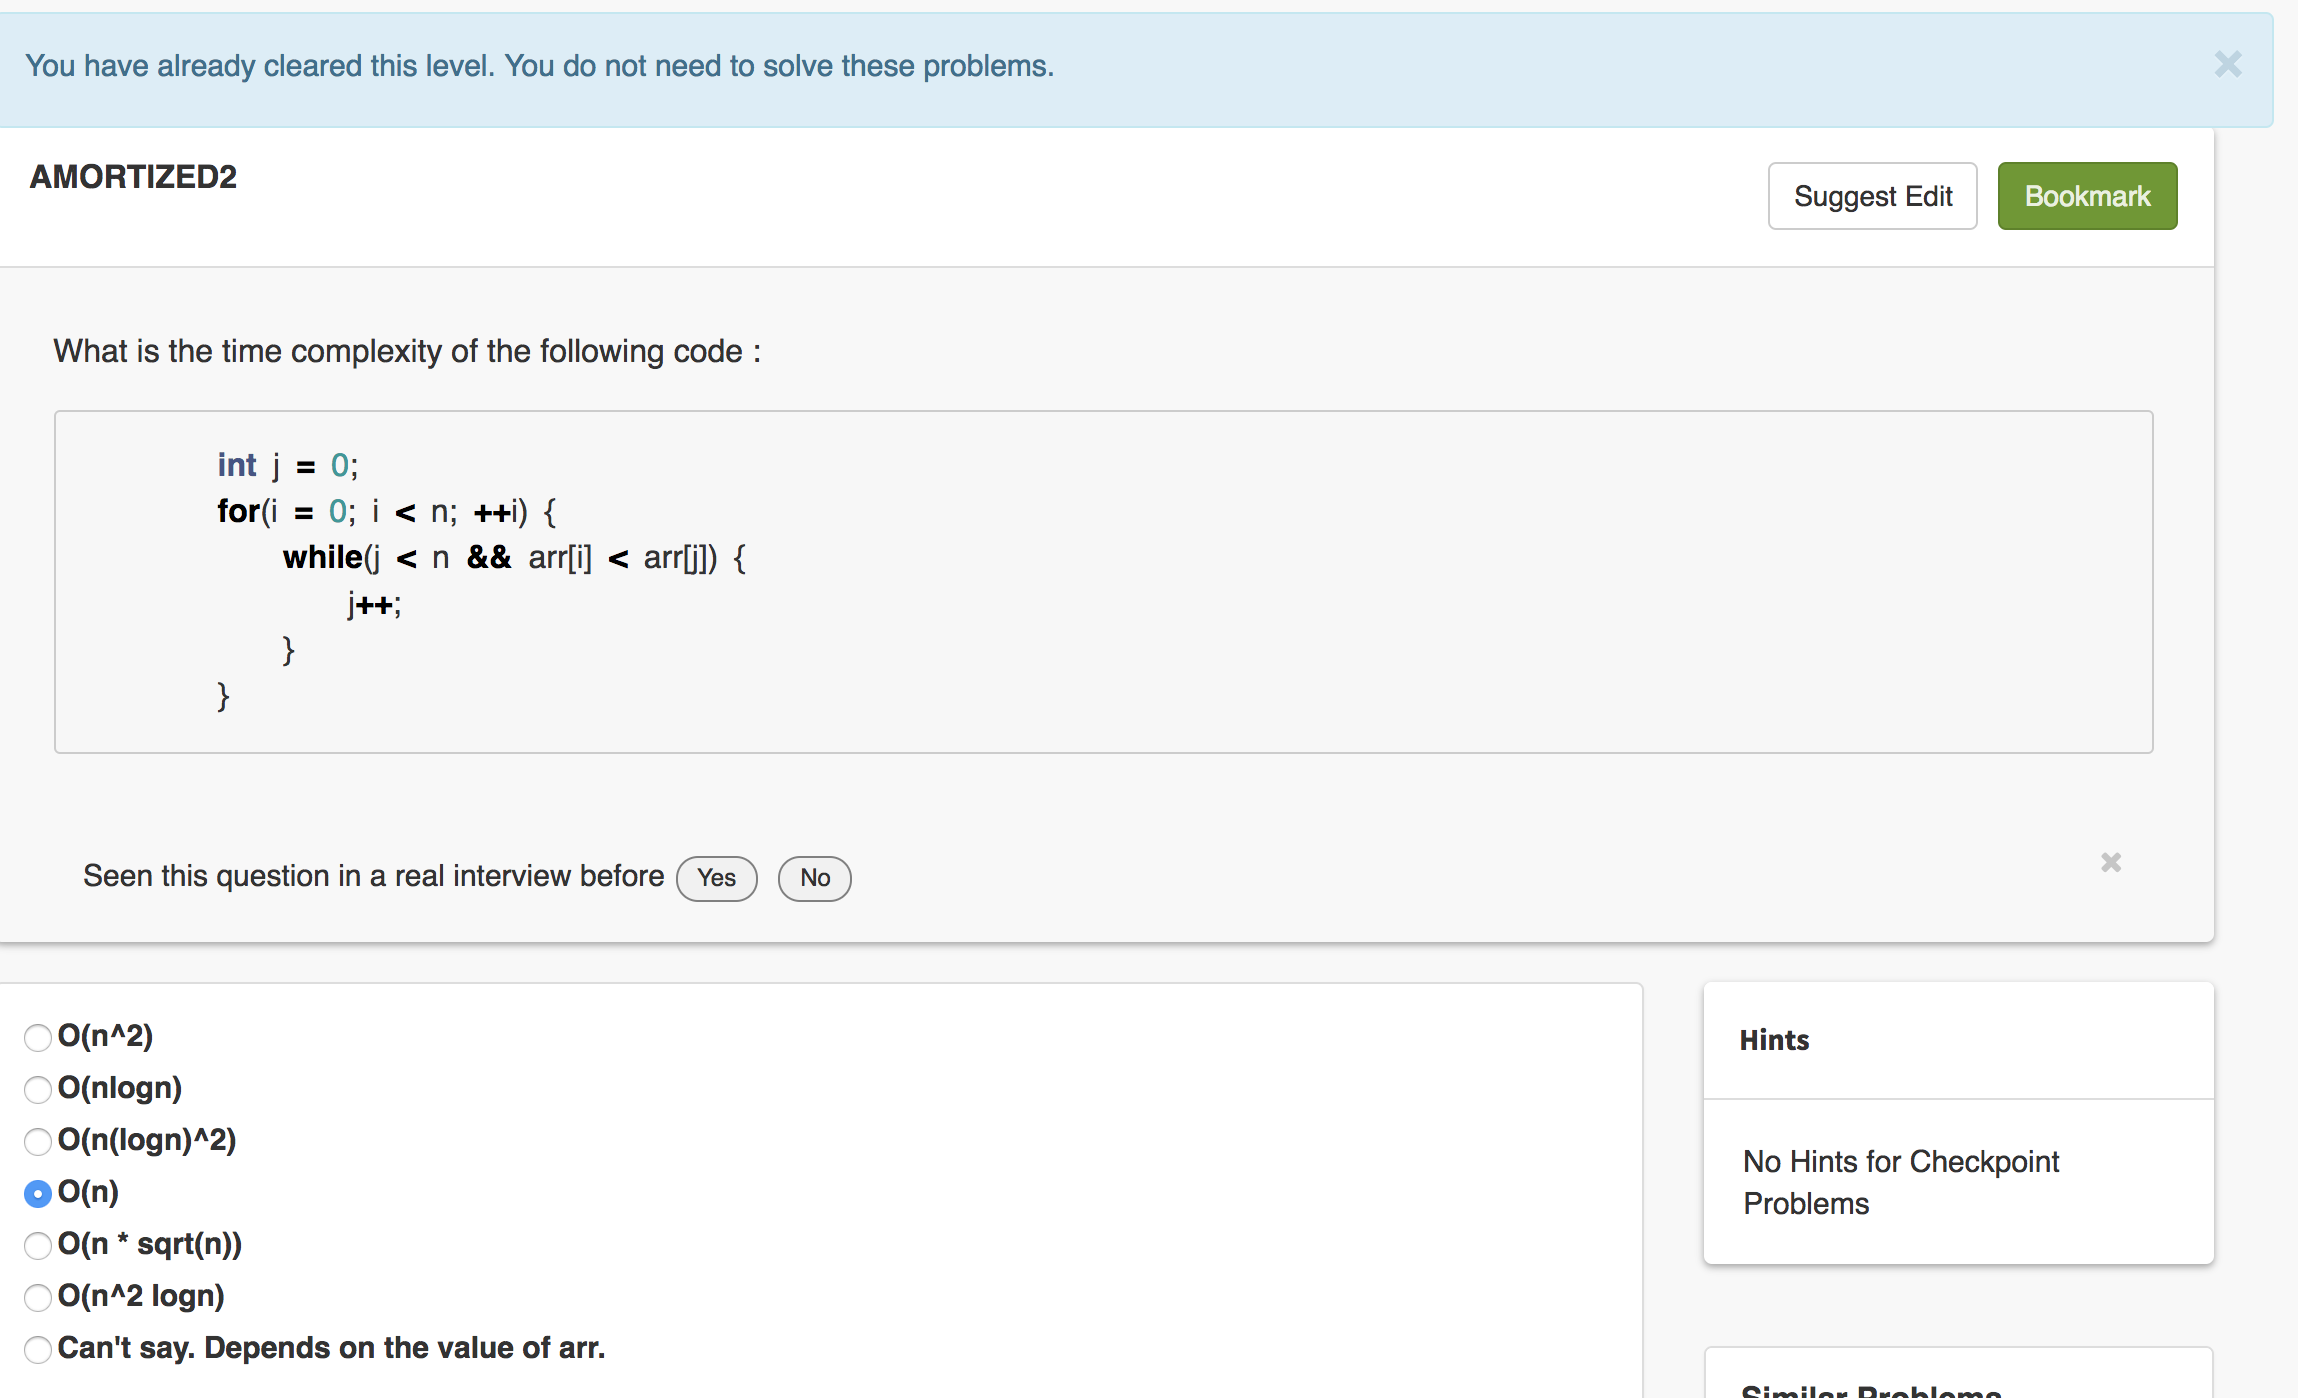 You have already cleared this level. You do not need to solve these problems.
×
AMORTIZED2
Suggest Edit
Bookmark
What is the time complexity of the following code :
int j = 0;
for(i = 0; i < n; ++i) {
while(j < n && arr[i] < arr[j]) {
j++;
}
}
Seen this question in a real interview before
Yes
No
×
O(n^2)
O(nlogn)
O(n(logn)^2)
O(n)
O(n * sqrt(n))
O(n^2 logn)
Can't say. Depends on the value of arr.
Hints
No Hints for Checkpoint
Problems
Similar Problems